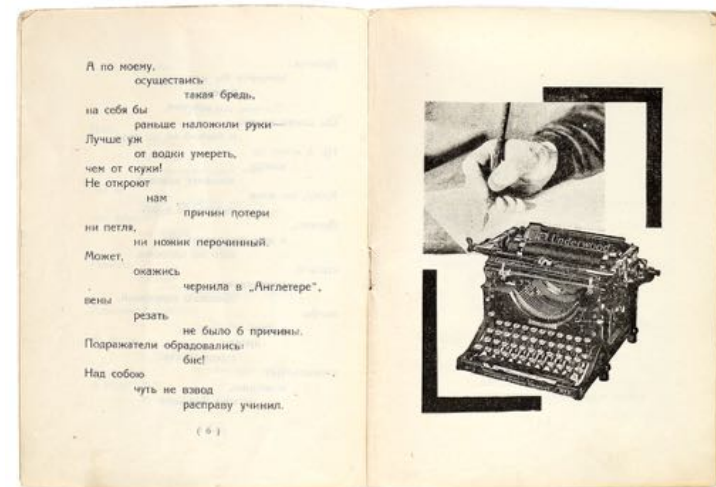 А по моему,
осуществись
такая бредь,
на себя бы
раньше наложили руки—
Лучше уж
от водки умереть,
чем от скуки!
Не откроют
нам
причин потери
ни петля,
ни ножик перочинный.
Может,
окажись
чернила в „Англетере",
вены
резать
не было б причины.
Подражатели обрадовались:
бис!
Над собою
чуть не взвод
расправу учинил.
( 6 )
Underwood